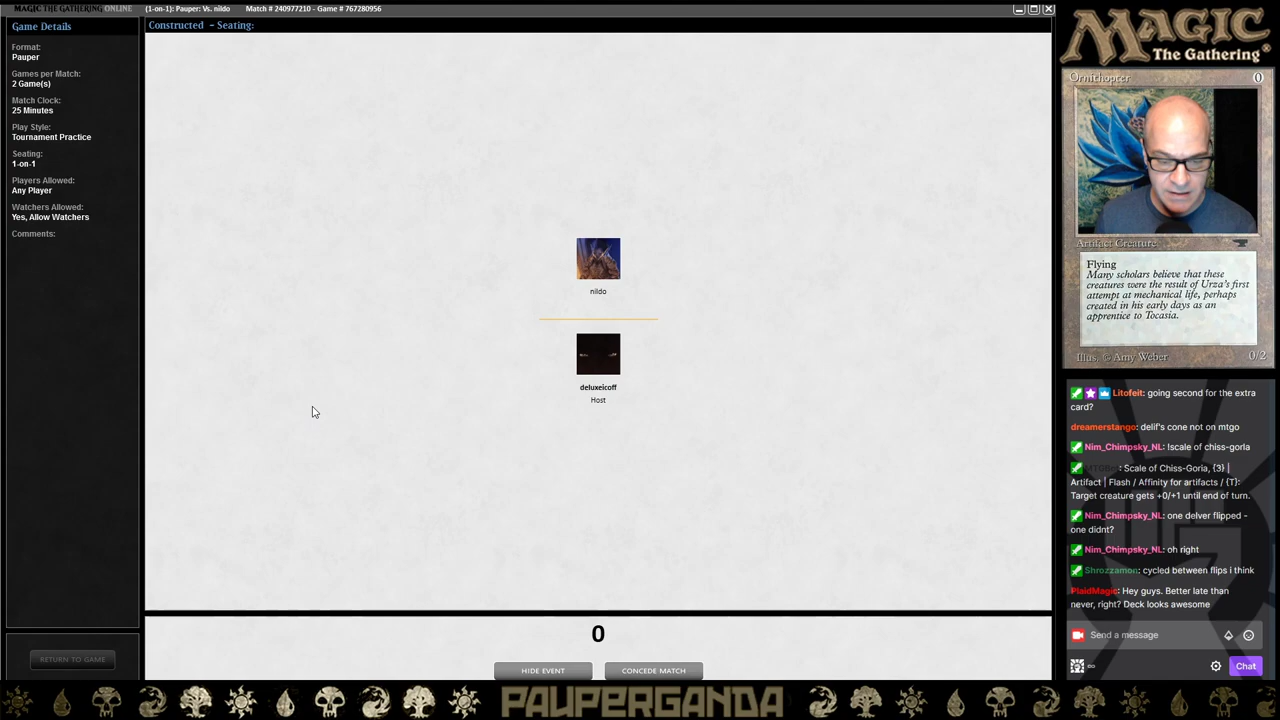 MAGIC THE GATHERING ONLINE (1-on-1): Pauper: Vs. nildo Match # 240977210 - Game # 767280956
Game Details
Format:
Pauper
Games per Match:
2 Game(s)
Match Clock:
25 Minutes
Play Style:
Tournament Practice
Seating:
1-on-1
Players Allowed:
Any Player
Watchers Allowed:
Yes, Allow Watchers
Comments:
RETURN TO GAME
Constructed - Seating:
nildo
deluxeicoff
Host
0
HIDE EVENT CONCEDE MATCH
MAGIC
The Gathering
Ornithopter 0
Artifact Creature
Flying
Many scholars believe that these
creatures were the result of Urza's first
attempt at mechanical life, perhaps
created in his early days as an
apprentice to Tocasia.
Illus. © Amy Weber 0/2
Litofeit: going second for the extra
card?
dreamerstango: delif's cone not on mtgo
Nim_Chimpsky_NL: !scale of chiss-gorla
MTGBot: Scale of Chiss-Goria, {3} |
Artifact | Flash / Affinity for artifacts / {T}:
Target creature gets +0/+1 until end of turn.
Nim_Chimpsky_NL: one delver flipped -
one didnt?
Nim_Chimpsky_NL: oh right
Shrozzamon: cycled between flips i think
PlaidMagic: Hey guys. Better late than
never, right? Deck looks awesome
Send a message
Chat
PAUPERGANDA